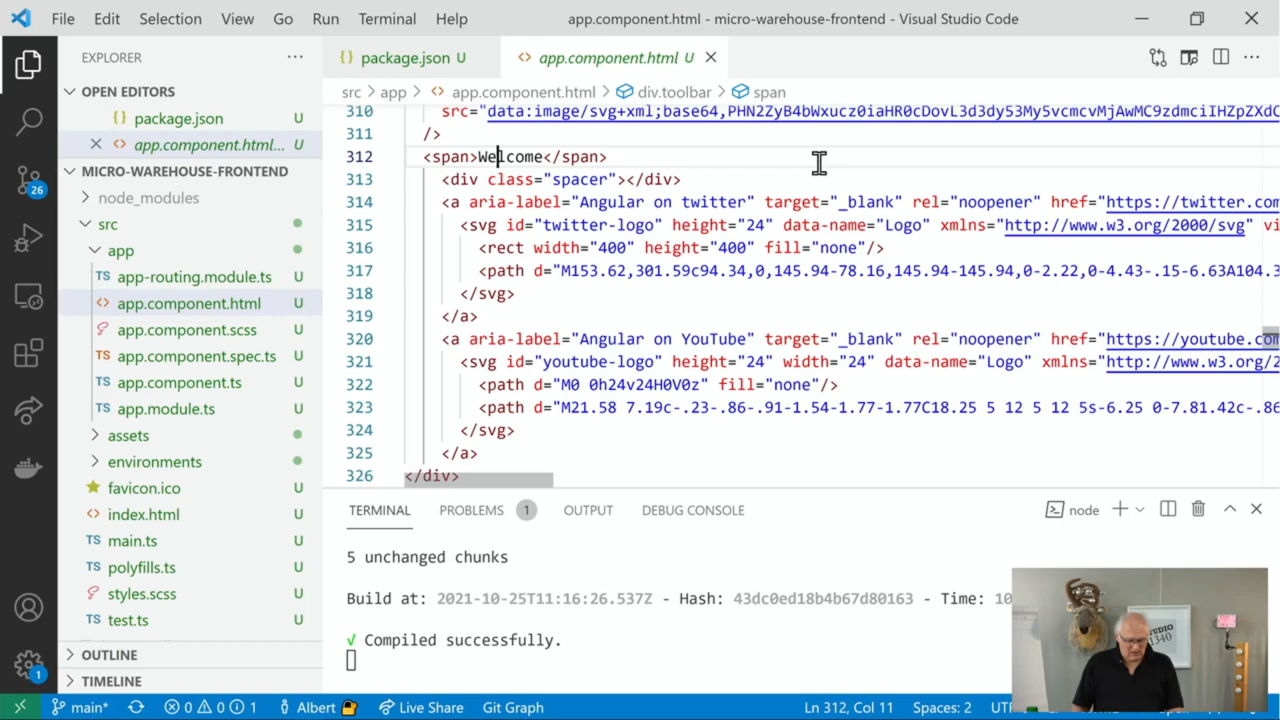 File Edit Selection View Go Run Terminal Help app.component.html - micro-warehouse-frontend - Visual Studio Code
EXPLORER
OPEN EDITORS
package.json U
app.component.html... U
MICRO-WAREHOUSE-FRONTEND
node_modules
src
app
TS app-routing.module.ts U
<> app.component.html U
app.component.scss U
TS app.component.spec.ts U
TS app.component.ts U
TS app.module.ts U
assets
environments
favicon.ico U
<> index.html U
TS main.ts U
TS polyfills.ts U
styles.scss U
TS test.ts U
OUTLINE
TIMELINE
26
1
{} package.json U
<> app.component.html U
src > app > <> app.component.html > div.toolbar > span
310 src="data:image/svg+xml;base64,PHN2ZyB4bWxucz0iaHR0cDovL3d3dy53My5vcmcvMjAwMC9zdmciIHZpZXdC
311 />
312 <span>Welcome</span>
313 <div class="spacer"></div>
314 <a aria-label="Angular on twitter" target="_blank" rel="noopener" href="https://twitter.com
315 <svg id="twitter-logo" height="24" data-name="Logo" xmlns="http://www.w3.org/2000/svg" vi
316 <rect width="400" height="400" fill="none"/>
317 <path d="M153.62,301.59c94.34,0,145.94-78.16,145.94-145.94,0-2.22,0-4.43-.15-6.63A104.3
318 </svg>
319 </a>
320 <a aria-label="Angular on YouTube" target="_blank" rel="noopener" href="https://youtube.com
321 <svg id="youtube-logo" height="24" width="24" data-name="Logo" xmlns="http://www.w3.org/2
322 <path d="M0 0h24v24H0V0z" fill="none"/>
323 <path d="M21.58 7.19c-.23-.86-.91-1.54-1.77-1.77C18.25 5 12 5 12 5s-6.25 0-7.81.42c-.86
324 </svg>
325 </a>
326 </div>
TERMINAL PROBLEMS 1 OUTPUT DEBUG CONSOLE node
5 unchanged chunks
Build at: 2021-10-25T11:16:26.537Z - Hash: 43dc0ed18b4b67d80163 - Time: 10
√ Compiled successfully.
STUDIO
1340
main* 0 0 1 Albert Live Share Git Graph Ln 312, Col 11 Spaces: 2